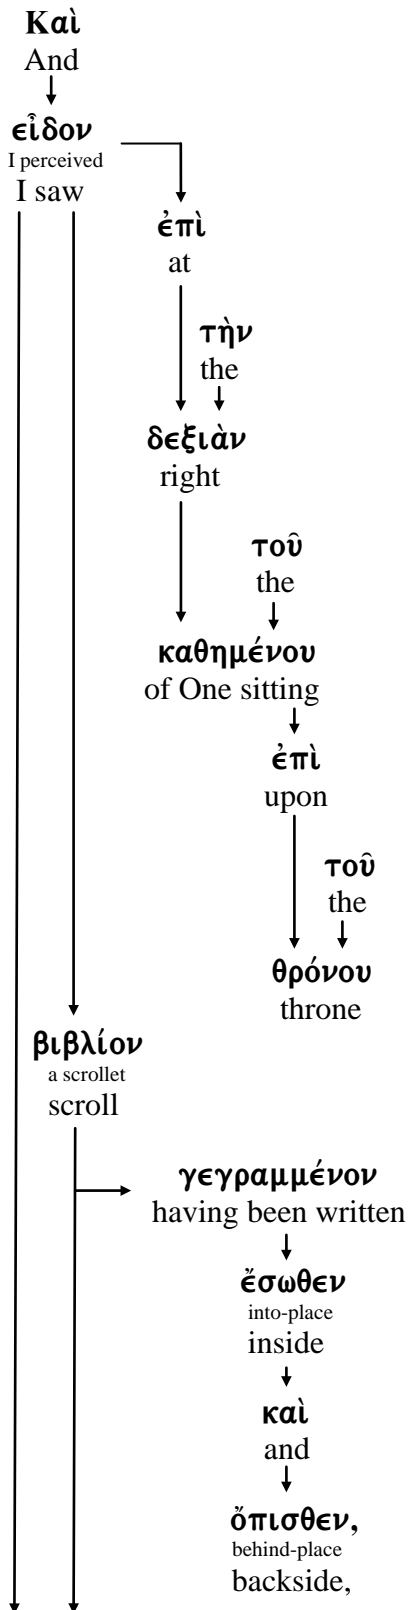 Καὶ
And
εἶδον
I perceived
I saw
ἐπὶ
at
τὴν
the
δεξιὰν
right
τοῦ
the
καθημένου
of One sitting
ἐπὶ
upon
τοῦ
the
θρόνου
throne
βιβλίον
a scrollet
scroll
γεγραμμένον
having been written
ἔσωθεν
into-place
inside
καὶ
and
ὄπισθεν,
behind-place
backside,